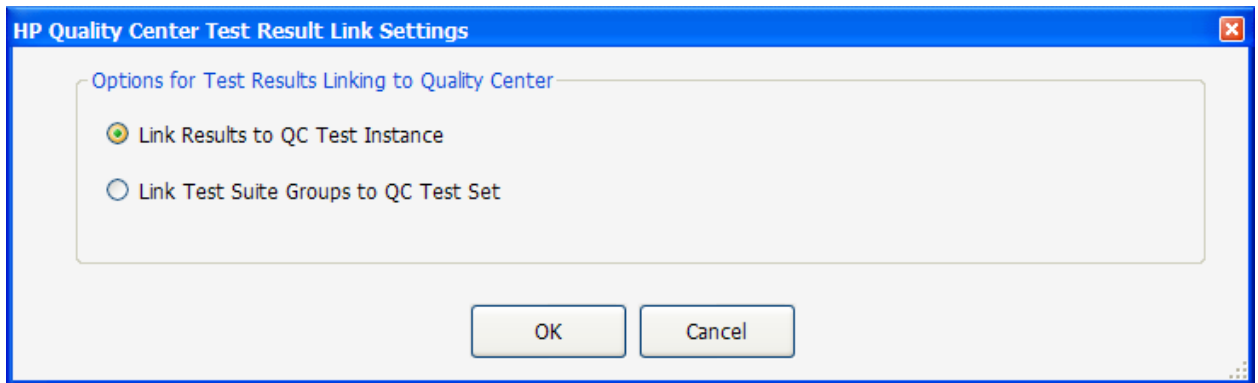 HP Quality Center Test Result Link Settings
Options for Test Results Linking to Quality Center
Link Results to QC Test Instance
Link Test Suite Groups to QC Test Set
OK Cancel